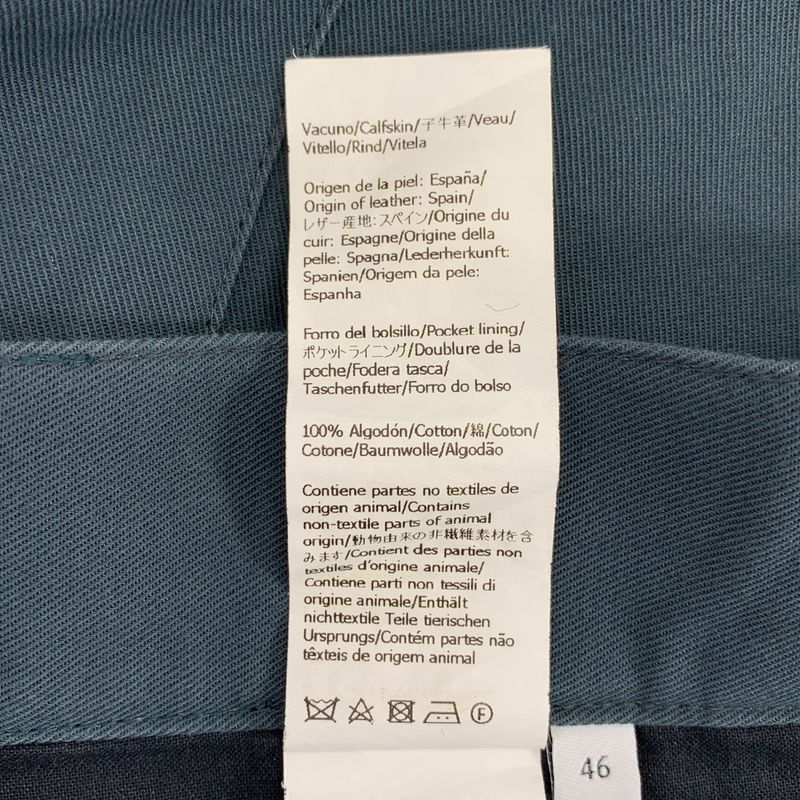 Vacuno/Calfskin/子牛革/Veau/
Vitello/Rind/Vitela
Origen de la piel: España/
Origin of leather: Spain/
レザー産地: スペイン/Origine du
cuir: Espagne/Origine della
pelle: Spagna/Lederherkunft:
Spanien/Origem da pele:
Espanha
Forro del bolsillo/Pocket lining/
ポケットライニング/Doublure de la
poche/Fodera tasca/
Taschenfutter/Forro do bolso
100% Algodón/Cotton/綿/Coton/
Cotone/Baumwolle/Algodão
Contiene partes no textiles de
origen animal/Contains
non-textile parts of animal
origin/動物由来の非繊維素材を含
みます/Contient des parties non
textiles d'origine animale/
Contiene parti non tessili di
origine animale/Enthält
nichttextile Teile tierischen
Ursprungs/Contém partes não
têxteis de origem animal
F
46